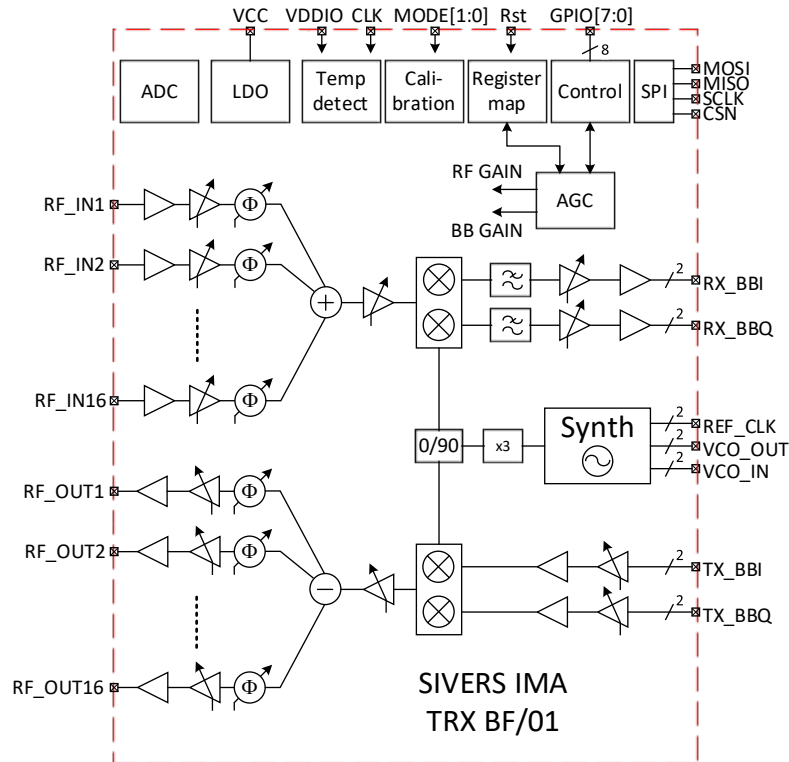 VCC VDDIO CLK MODE[1:0] Rst GPIO[7:0]
8
ADC
LDO
Temp
detect
Cali-
bration
Register
map
Control
SPI
MOSI
MISO
SCLK
CSN
RF GAIN
BB GAIN
AGC
RF_IN1
Φ
RF_IN2
Φ
RF_IN16
Φ
+
2
RX_BBI
2
RX_BBQ
0/90
x3
Synth
2
REF_CLK
2
VCO_OUT
2
VCO_IN
RF_OUT1
Φ
RF_OUT2
Φ
RF_OUT16
Φ
−
2
TX_BBI
2
TX_BBQ
SIVERS IMA
TRX BF/01